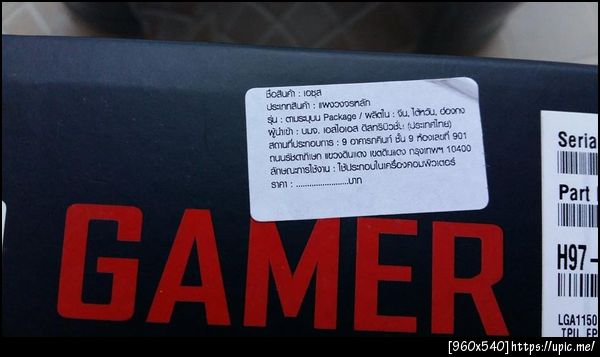 ชื่อสินค้า : เอซุส
ประเภทสินค้า : แผงวงจรหลัก
รุ่น : ตามระบุบน Package / ผลิตใน : จีน, ไต้หวัน, ฮ่องกง
ผู้นำเข้า : บมจ. เอสไอเอส ดิสทริบิวชั่น (ประเทศไทย)
สถานที่ประกอบการ : 9 อาคารภคินท์ ชั้น 9 ห้องเลขที่ 901
ถนนรัชดาภิเษก แขวงดินแดง เขตดินแดง กรุงเทพฯ 10400
ลักษณะการใช้งาน : ใช้ประกอบในเครื่องคอมพิวเตอร์
ราคา : ........................บาท
GAMER
Seria
Part
H97-
LGA1150
TPU, EP
[960x540]https://upic.me/